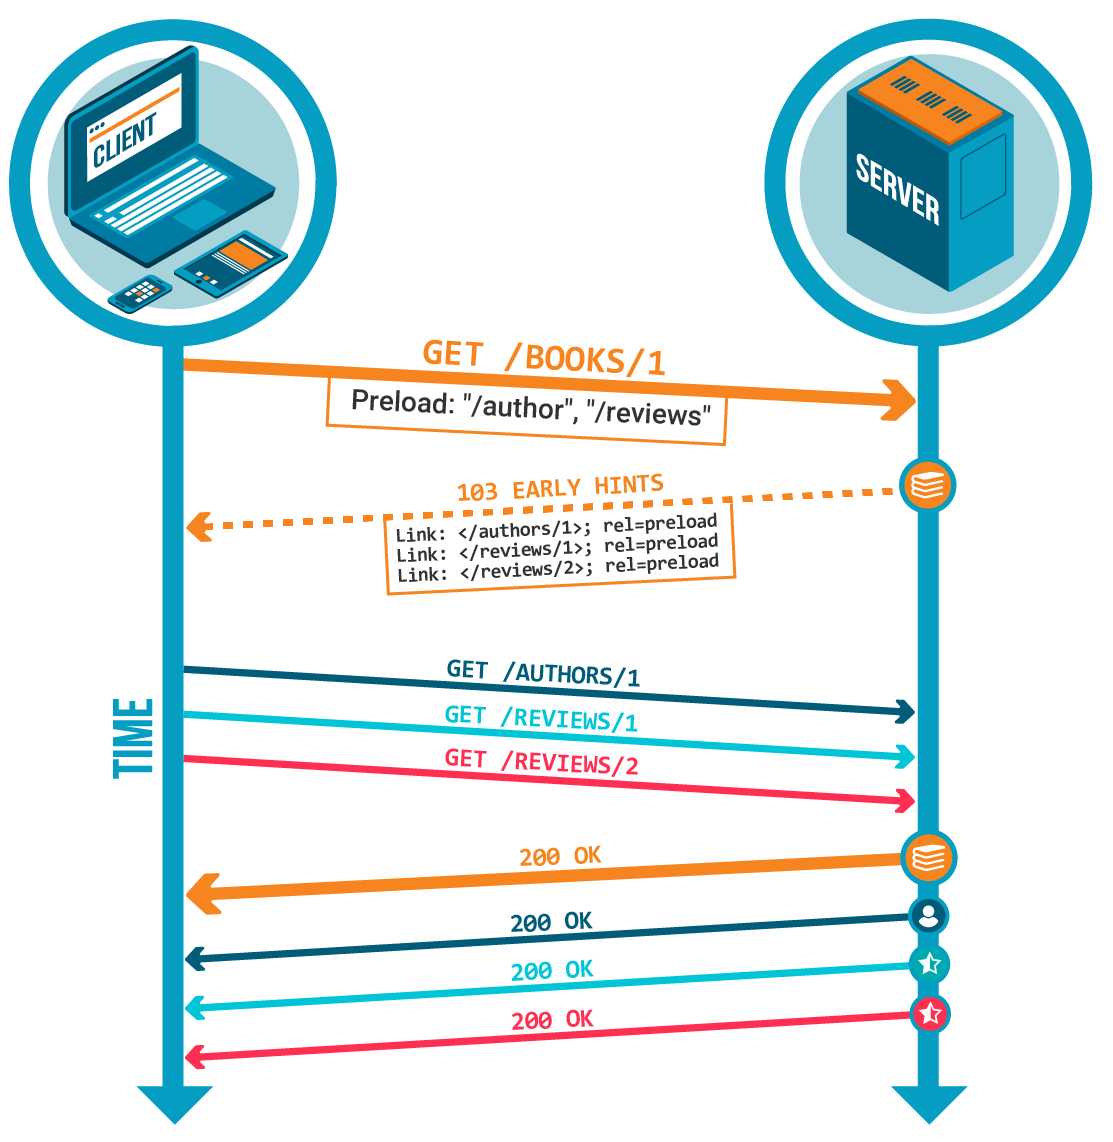 CLIENT
SERVER
GET /BOOKS/1
Preload: "/author", "/reviews"
103 EARLY HINTS
Link: </authors/1>; rel=preload
Link: </reviews/1>; rel=preload
Link: </reviews/2>; rel=preload
GET /AUTHORS/1
GET /REVIEWS/1
GET /REVIEWS/2
TIME
200 OK
200 OK
200 OK
200 OK